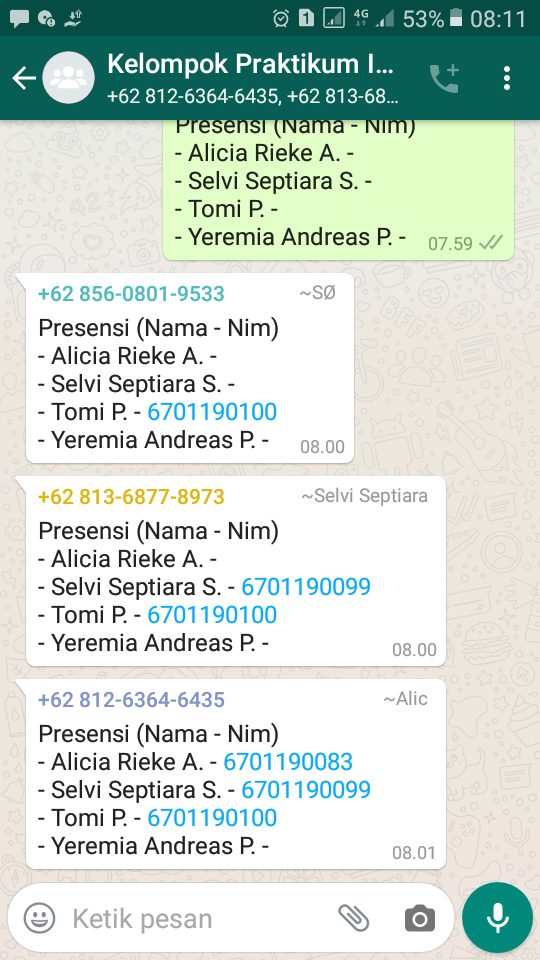 4G 53% 08:11
Kelompok Praktikum I...
+62 812-6364-6435, +62 813-68...
Presensi (Nama - Nim)
- Alicia Rieke A. -
- Selvi Septiara S. -
- Tomi P. -
- Yeremia Andreas P. - 07.59
+62 856-0801-9533 ~SØ
Presensi (Nama - Nim)
- Alicia Rieke A. -
- Selvi Septiara S. -
- Tomi P. - 6701190100
- Yeremia Andreas P. - 08.00
+62 813-6877-8973 ~Selvi Septiara
Presensi (Nama - Nim)
- Alicia Rieke A. -
- Selvi Septiara S. - 6701190099
- Tomi P. - 6701190100
- Yeremia Andreas P. - 08.00
+62 812-6364-6435 ~Alic
Presensi (Nama - Nim)
- Alicia Rieke A. - 6701190083
- Selvi Septiara S. - 6701190099
- Tomi P. - 6701190100
- Yeremia Andreas P. - 08.01
Ketik pesan